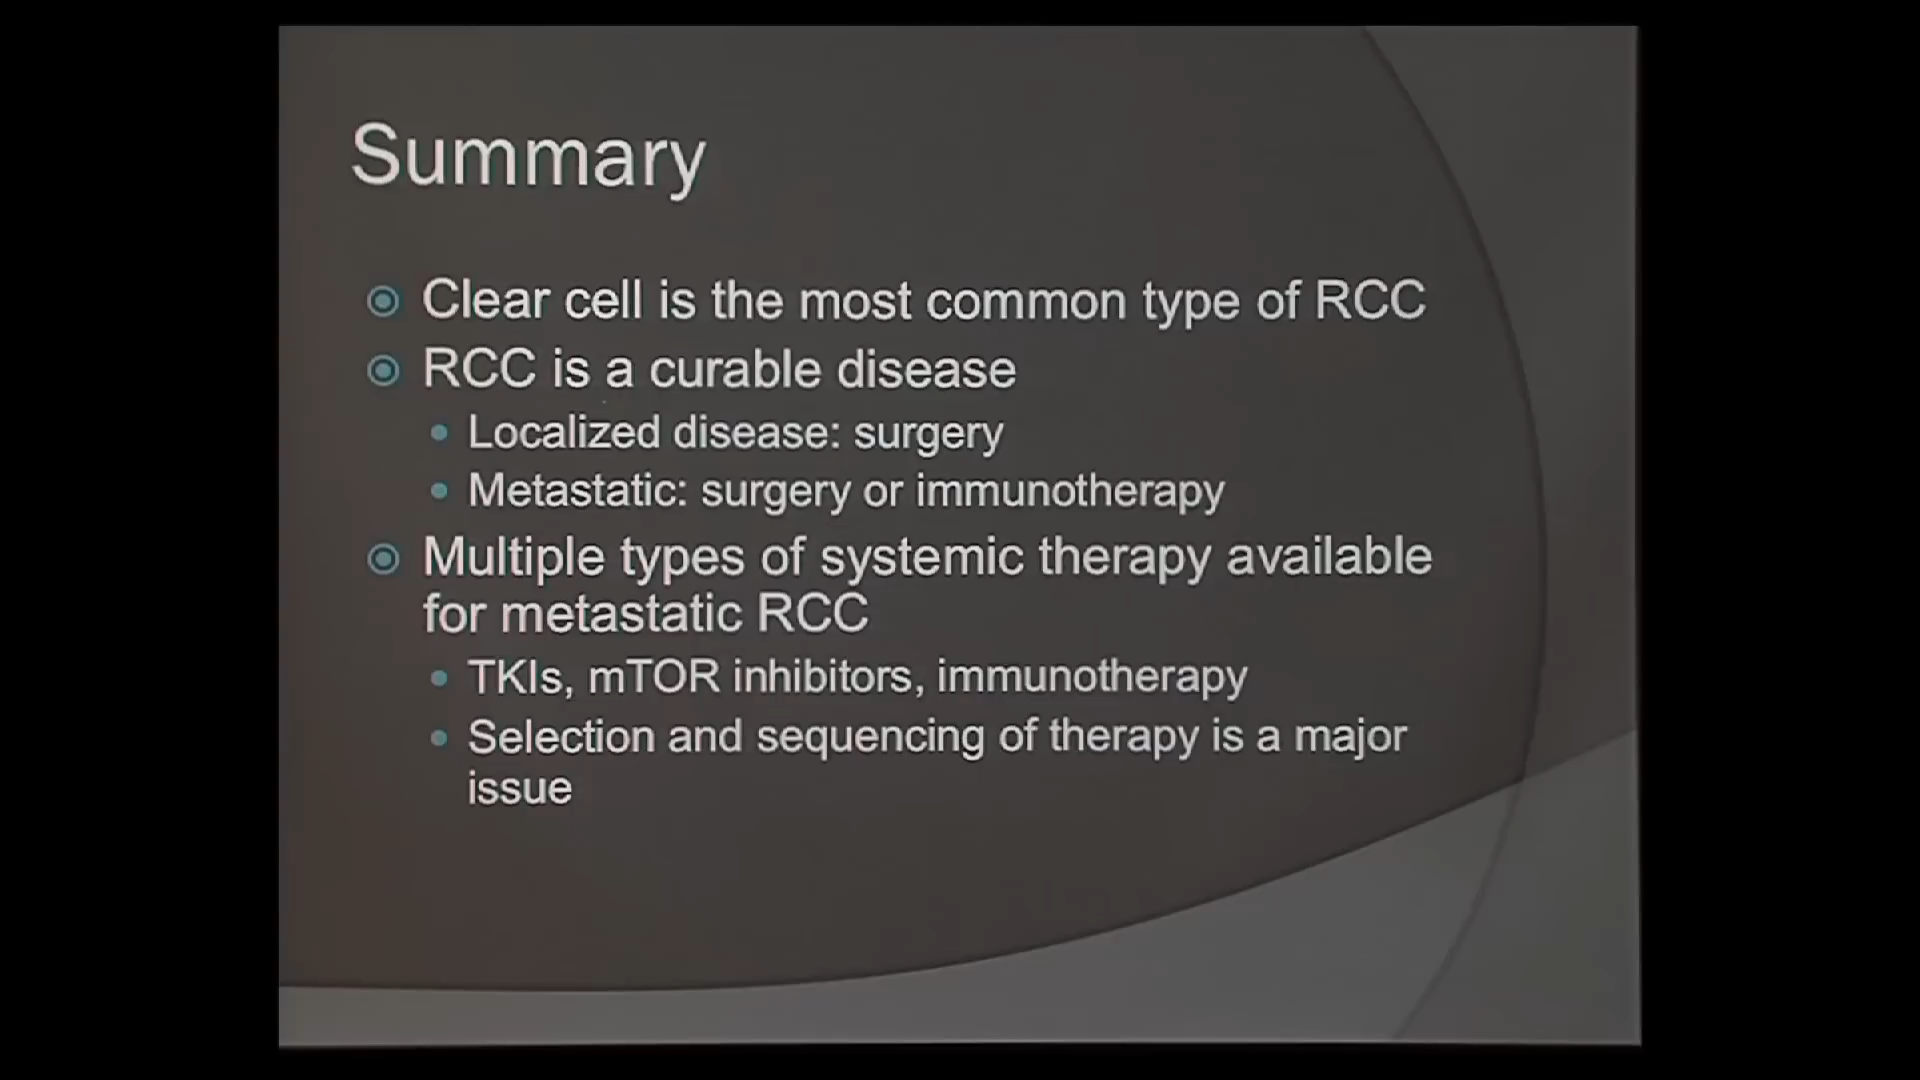 Summary
Clear cell is the most common type of RCC
RCC is a curable disease
Localized disease: surgery
Metastatic: surgery or immunotherapy
Multiple types of systemic therapy available
for metastatic RCC
TKIs, mTOR inhibitors, immunotherapy
Selection and sequencing of therapy is a major
issue